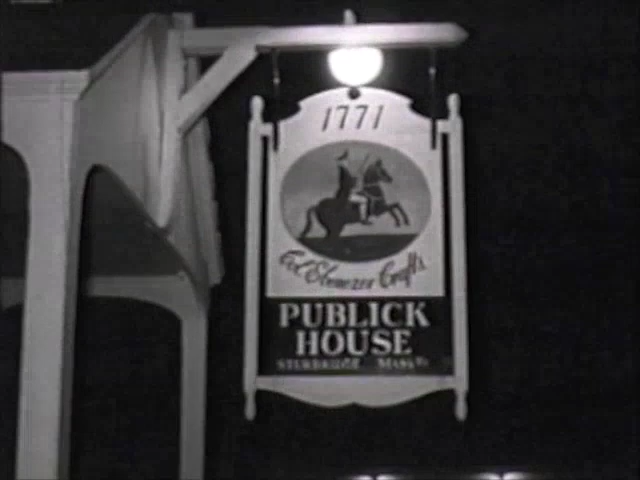 1771
Col Ebenezer Crafts
PUBLICK
HOUSE
STURBRIDGE MASS